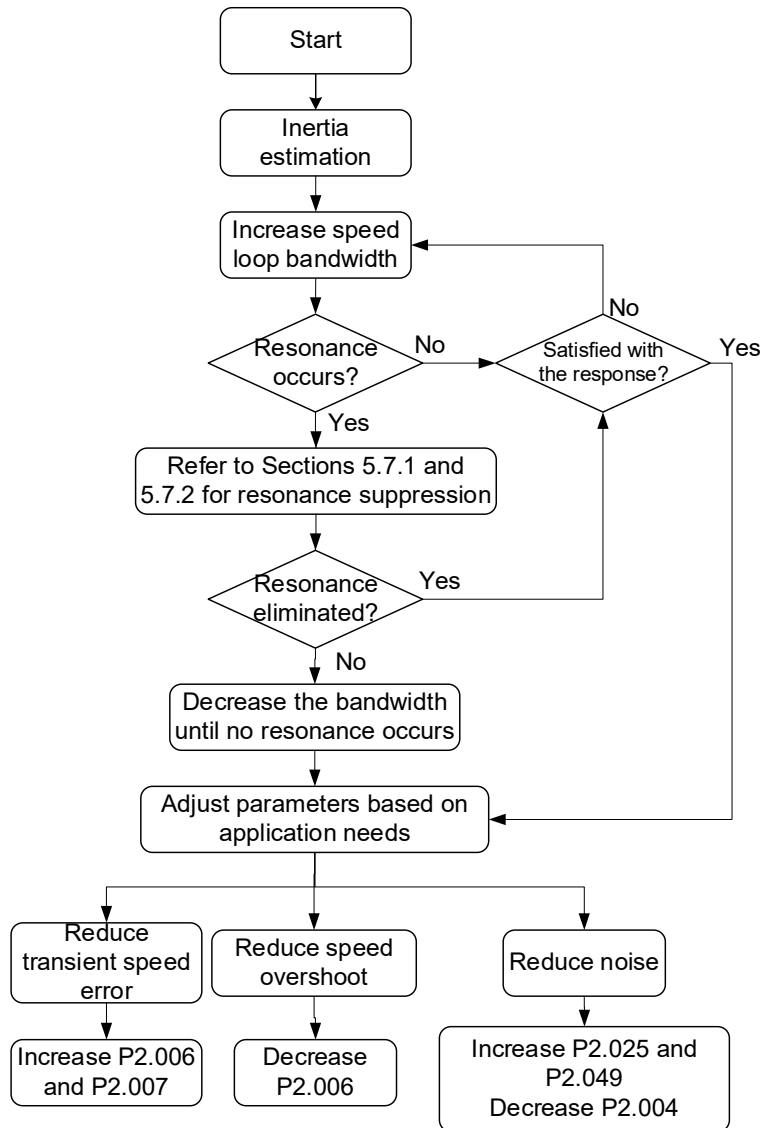 Start
Inertia
estimation
Increase speed
loop bandwidth
No
Resonance
occurs?
No
Satisfied with
the response?
Yes
Yes
Refer to Sections 5.7.1 and
5.7.2 for resonance suppression
Resonance
eliminated?
Yes
No
Decrease the bandwidth
until no resonance occurs
Adjust parameters based on
application needs
Reduce
transient speed
error
Reduce speed
overshoot
Reduce noise
Increase P2.006
and P2.007
Decrease
P2.006
Increase P2.025 and
P2.049
Decrease P2.004